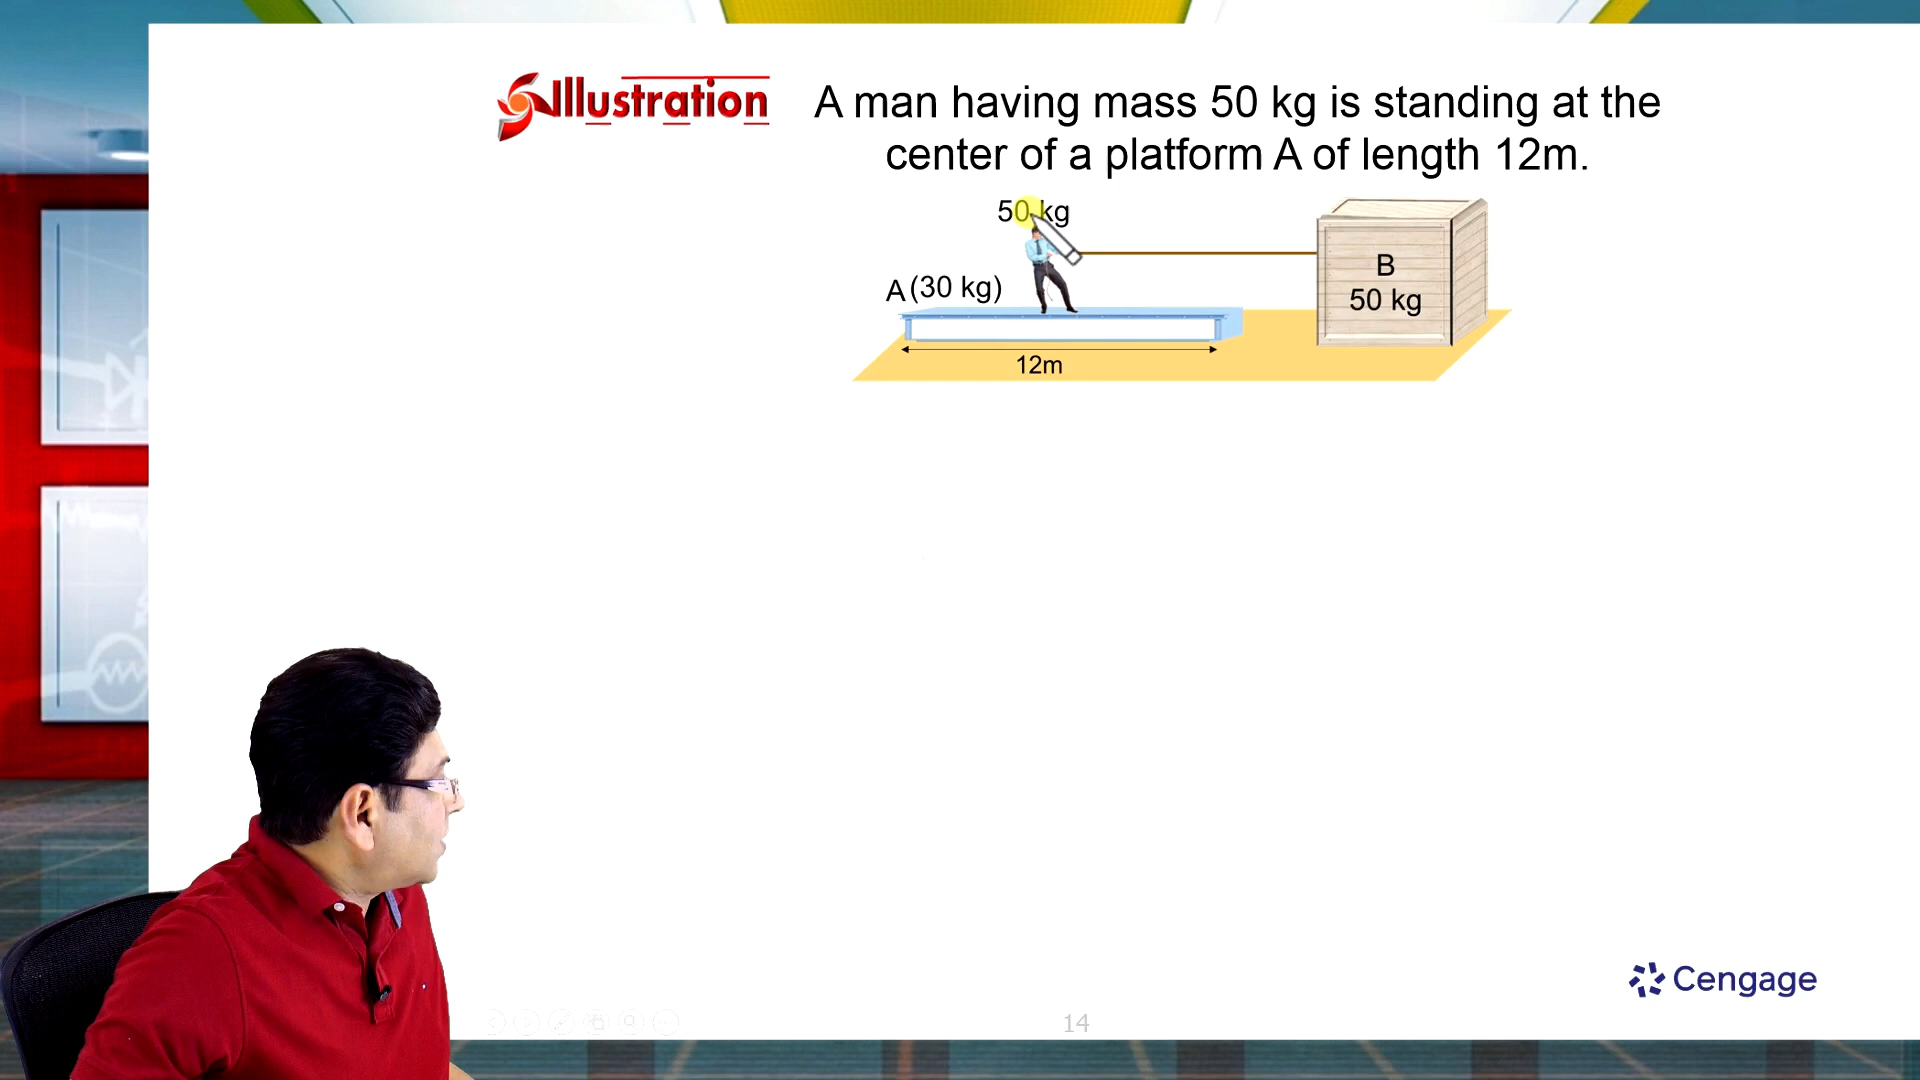 Illustration
A man having mass 50 kg is standing at the
center of a platform A of length 12m.
50 kg
A (30 kg)
B
50 kg
12m
Cengage
14